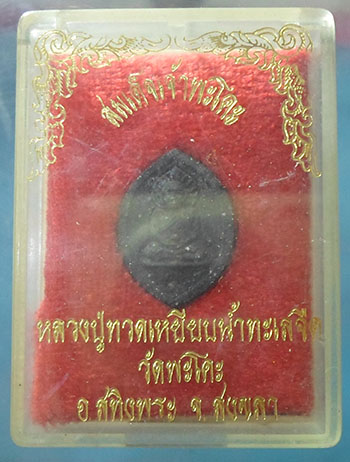 สมเด็จเจ้าพะโคะ
หลวงปู่ทวดเหยียบน้ำทะเลจืด
วัดพะโคะ
อ.สทิงพระ จ.สงขลา